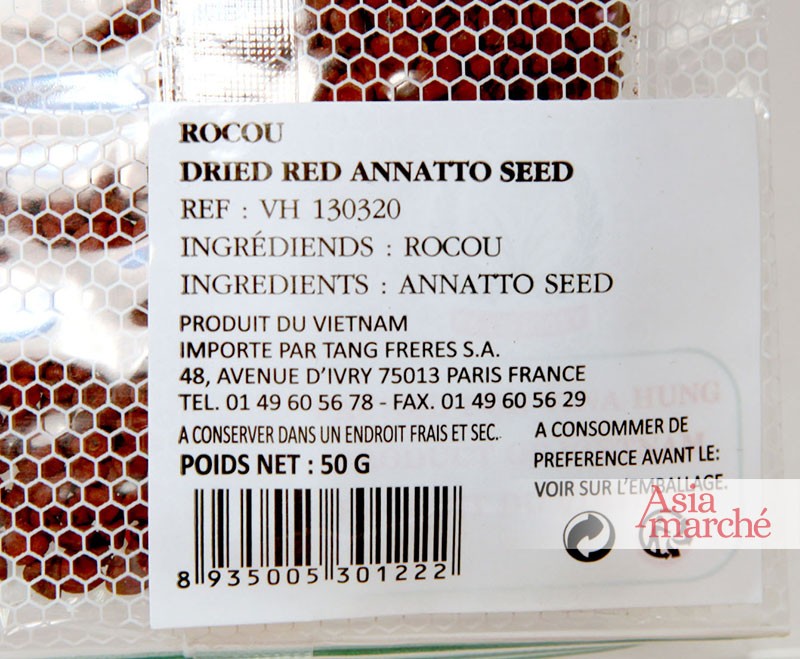 ROCOU
DRIED RED ANNATTO SEED
REF : VH 130320
INGRÉDIENDS : ROCOU
INGREDIENTS : ANNATTO SEED
PRODUIT DU VIETNAM
IMPORTE PAR TANG FRERES S.A.
48, AVENUE D'IVRY 75013 PARIS FRANCE
TEL. 01 49 60 56 78 - FAX. 01 49 60 56 29
A CONSERVER DANS UN ENDROIT FRAIS ET SEC.
POIDS NET : 50 G
A CONSOMMER DE
PREFERENCE AVANT LE:
VOIR SUR L'EMBALLAGE.
8 935005 301222
Asia
marché